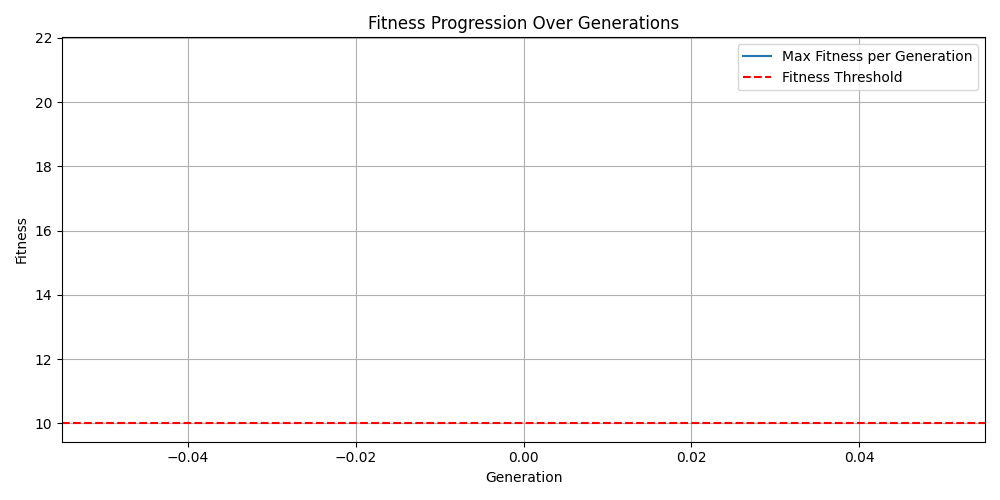 Fitness Progression Over Generations
22
20
18
16
14
12
10
Fitness
Max Fitness per Generation
Fitness Threshold
−0.04 −0.02 0.00 0.02 0.04
Generation